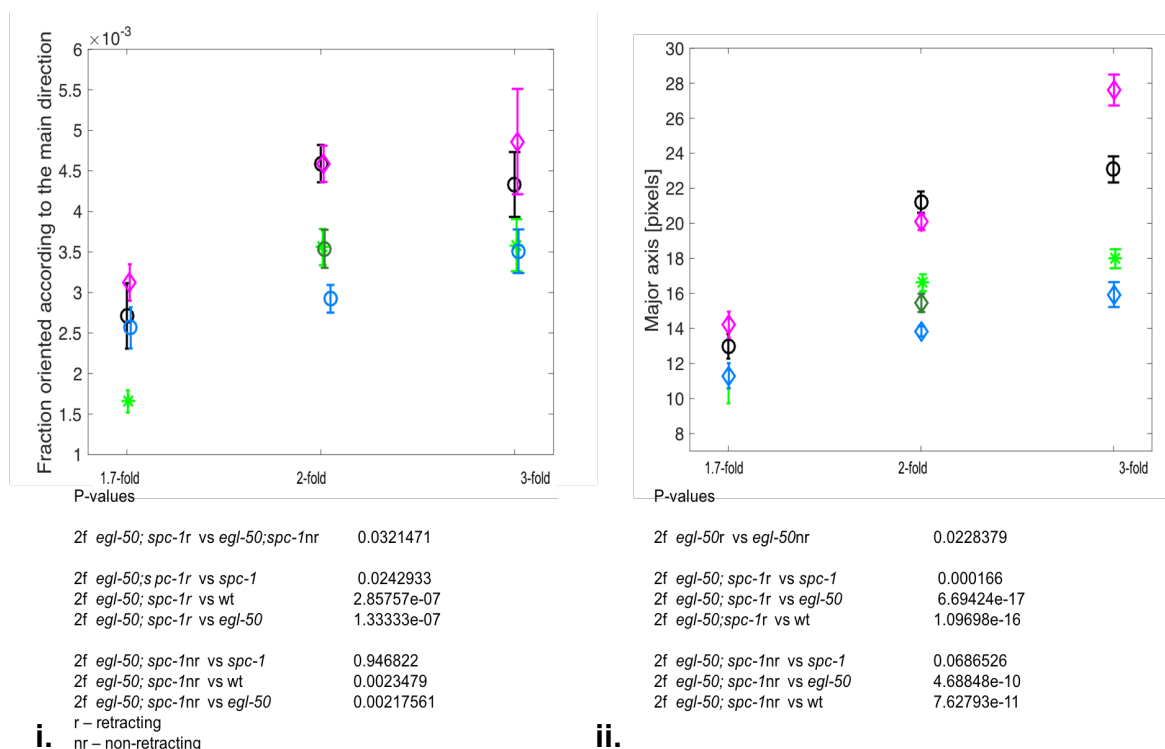 ×10⁻³
6
5.5
5
4.5
4
3.5
3
2.5
2
1.5
1
Fraction oriented according to the main direction
1.7-fold 2-fold 3-fold
P-values
2f egl-50; spc-1r vs egl-50;spc-1nr 0.0321471
2f egl-50;s pc-1r vs spc-1 0.0242933
2f egl-50; spc-1r vs wt 2.85757e-07
2f egl-50; spc-1r vs egl-50 1.33333e-07
2f egl-50; spc-1nr vs spc-1 0.946822
2f egl-50; spc-1nr vs wt 0.0023479
2f egl-50; spc-1nr vs egl-50 0.00217561
r – retracting
nr – non-retracting
i.
30
28
26
24
22
20
18
16
14
12
10
8
Major axis [pixels]
1.7-fold 2-fold 3-fold
P-values
2f egl-50r vs egl-50nr 0.0228379
2f egl-50; spc-1r vs spc-1 0.000166
2f egl-50; spc-1r vs egl-50 6.69424e-17
2f egl-50;spc-1r vs wt 1.09698e-16
2f egl-50; spc-1nr vs spc-1 0.0686526
2f egl-50; spc-1nr vs egl-50 4.68848e-10
2f egl-50; spc-1nr vs wt 7.62793e-11
ii.